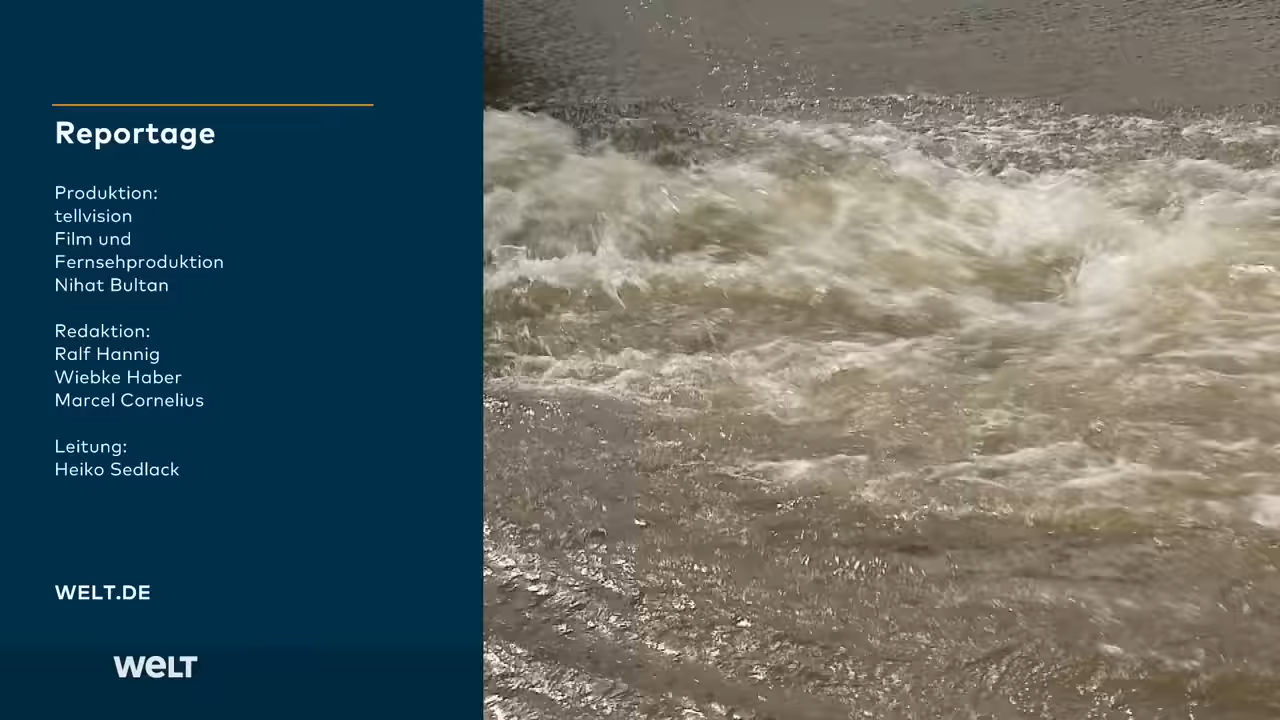 Reportage
Produktion:
tellvision
Film und
Fernsehproduktion
Nihat Bultan
Redaktion:
Ralf Hannig
Wiebke Haber
Marcel Cornelius
Leitung:
Heiko Sedlack
WELT.DE
WELT